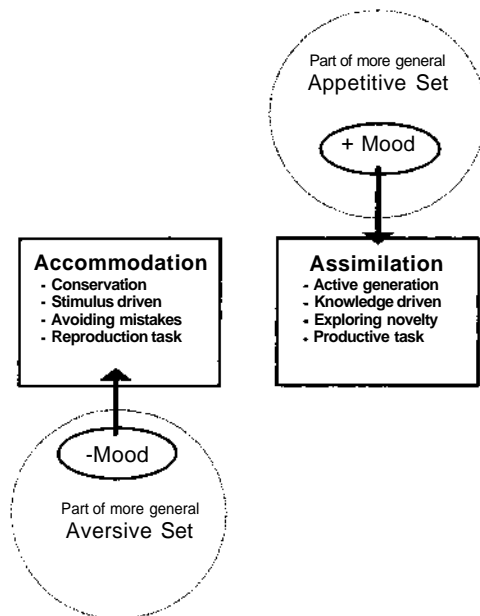 Part of more general
Appetitive Set
+ Mood
Accommodation
- Conservation
- Stimulus driven
- Avoiding mistakes
- Reproduction task
Assimilation
- Active generation
- Knowledge driven
- Exploring novelty
- Productive task
-Mood
Part of more general
Aversive Set